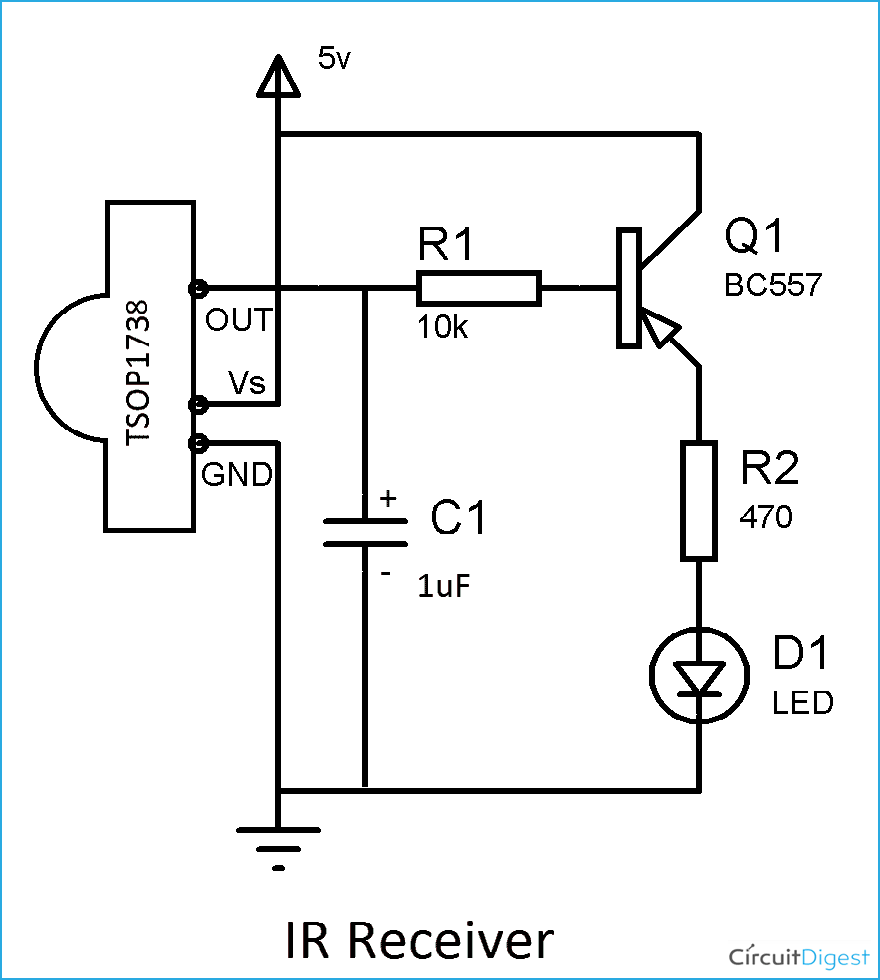 5v
Q1
BC557
R1
10k
OUT
TSOP1738
Vs
GND
R2
470
+
C1
-
1uF
D1
LED
IR Receiver
CircuitDigest